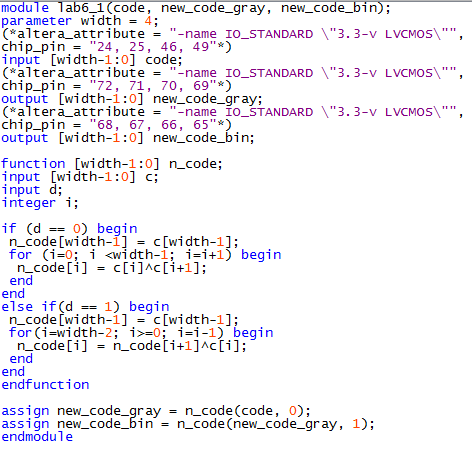 module lab6_1(code, new_code_gray, new_code_bin);
parameter width = 4;
(*altera_attribute = "-name IO_STANDARD \"3.3-v LVCMOS\"",
chip_pin = "24, 25, 46, 49"*)
input [width-1:0] code;
(*altera_attribute = "-name IO_STANDARD \"3.3-v LVCMOS\"",
chip_pin = "72, 71, 70, 69"*)
output [width-1:0] new_code_gray;
(*altera_attribute = "-name IO_STANDARD \"3.3-v LVCMOS\"",
chip_pin = "68, 67, 66, 65"*)
output [width-1:0] new_code_bin;

function [width-1:0] n_code;
input [width-1:0] c;
input d;
integer i;

if (d == 0) begin
 n_code[width-1] = c[width-1];
 for (i=0; i <width-1; i=i+1) begin
  n_code[i] = c[i]^c[i+1];
 end
end
else if(d == 1) begin
 n_code[width-1] = c[width-1];
 for(i=width-2; i>=0; i=i-1) begin
  n_code[i] = n_code[i+1]^c[i];
 end
end
endfunction

assign new_code_gray = n_code(code, 0);
assign new_code_bin = n_code(new_code_gray, 1);
endmodule